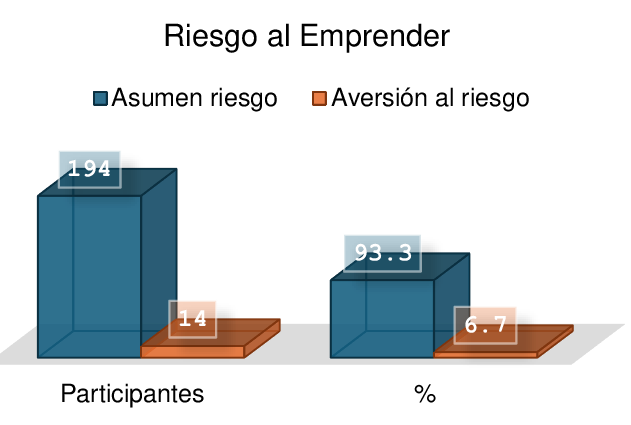 Riesgo al Emprender
Asumen riesgo Aversión al riesgo
194
93.3
14
6.7
Participantes %